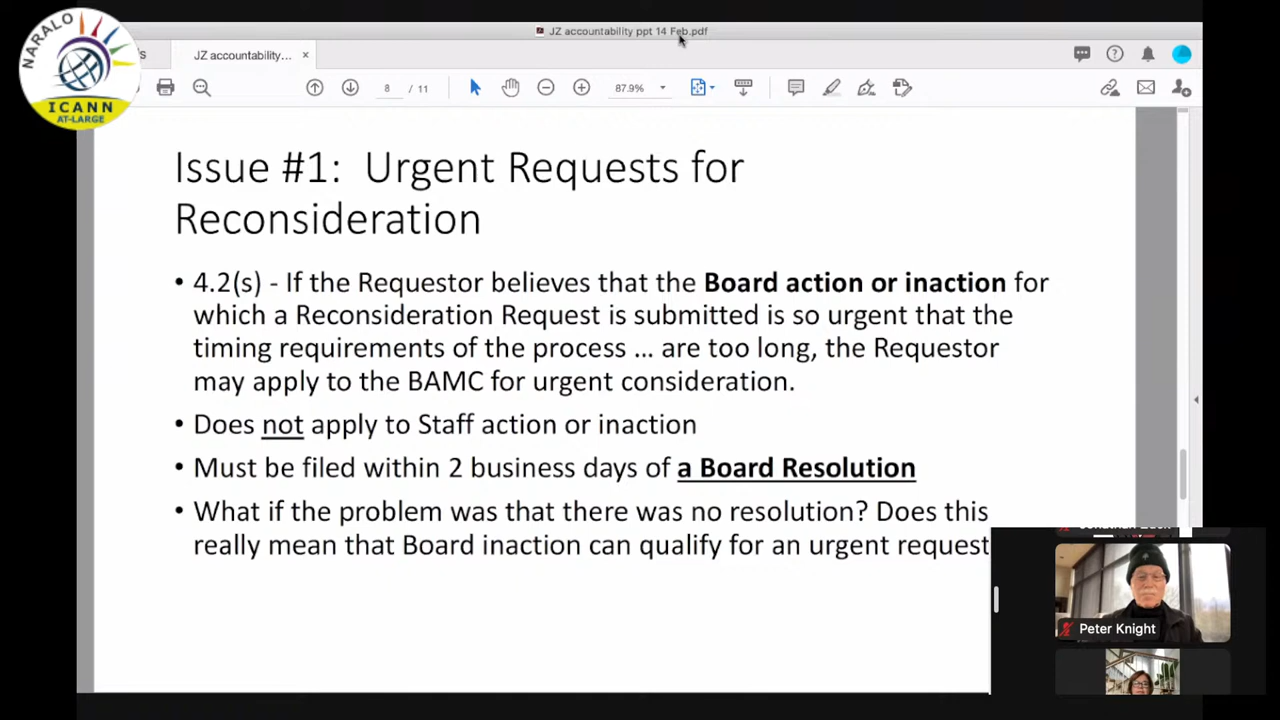 JZ accountability ppt 14 Feb.pdf
NARALO
ICANN
AT-LARGE
JZ accountability...
8 / 11
87.9%
Issue #1: Urgent Requests for
Reconsideration
• 4.2(s) - If the Requestor believes that the Board action or inaction for
which a Reconsideration Request is submitted is so urgent that the
timing requirements of the process ... are too long, the Requestor
may apply to the BAMC for urgent consideration.
• Does not apply to Staff action or inaction
• Must be filed within 2 business days of a Board Resolution
• What if the problem was that there was no resolution? Does this
really mean that Board inaction can qualify for an urgent request
Peter Knight